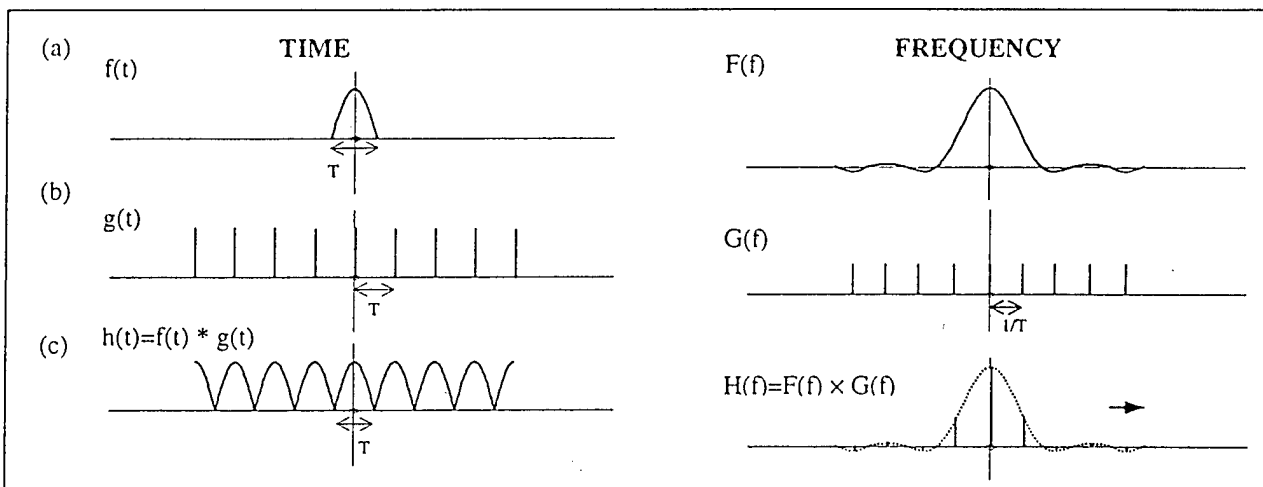 (a) TIME FREQUENCY
f(t) F(f)
T
(b)
g(t) G(f)
T 1/T
(c) h(t)=f(t) * g(t)
H(f)=F(f) × G(f)
T